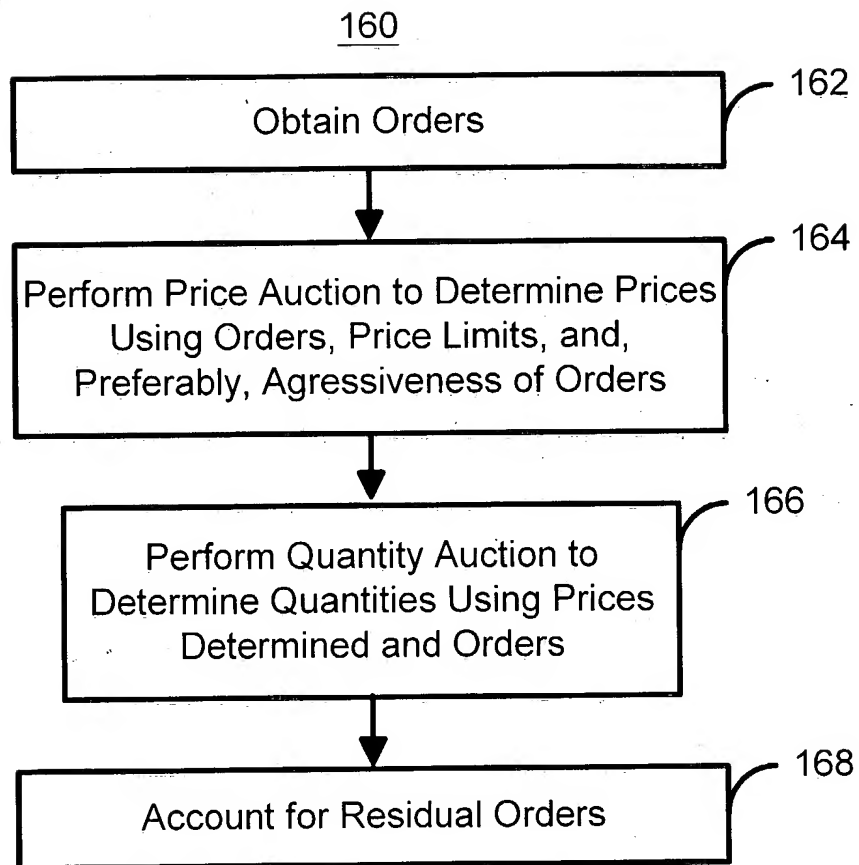 160
162
Obtain Orders
164
Perform Price Auction to Determine Prices
Using Orders, Price Limits, and,
Preferably, Agressiveness of Orders
166
Perform Quantity Auction to
Determine Quantities Using Prices
Determined and Orders
168
Account for Residual Orders